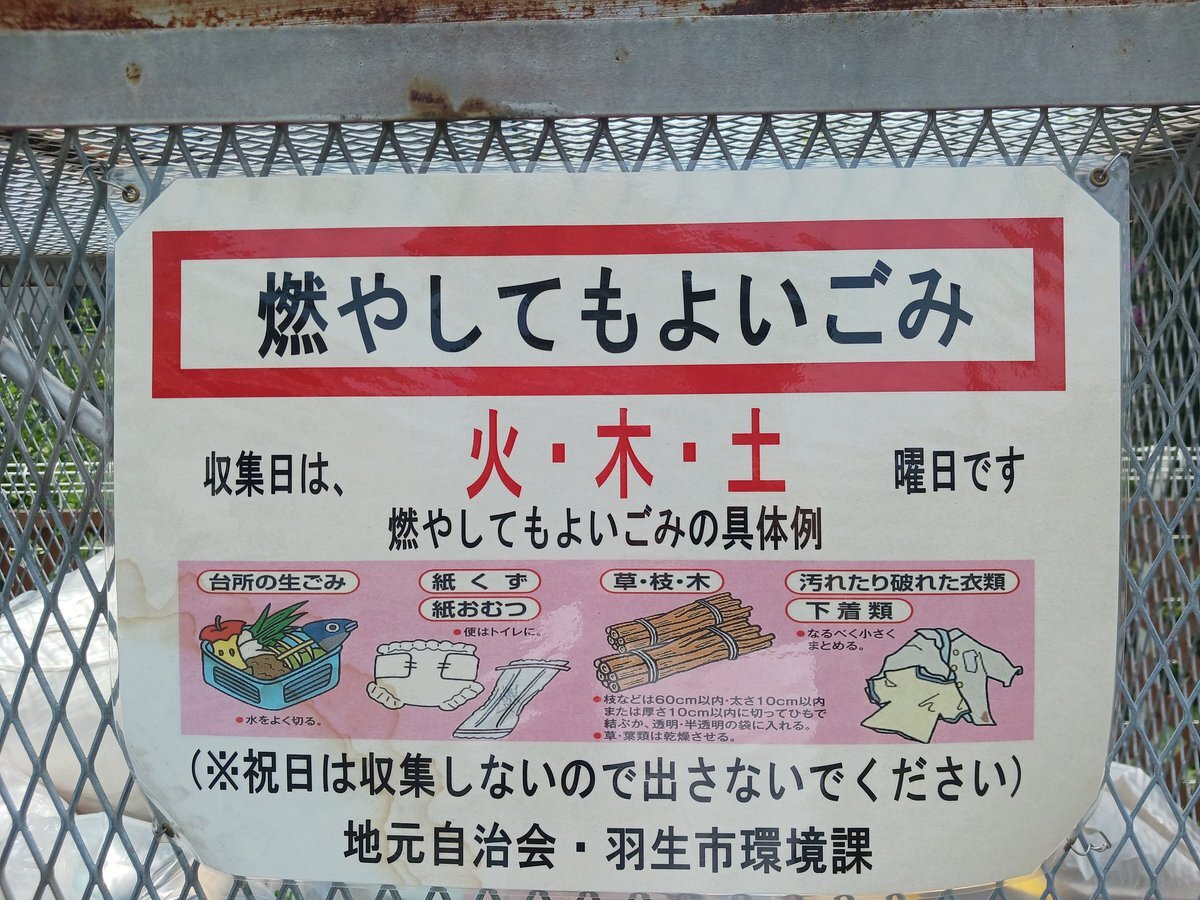 燃やしてもよいごみ
収集日は、 火・木・土 曜日です
燃やしてもよいごみの具体例
台所の生ごみ
●水をよく切る。
紙くず
紙おむつ
●便はトイレに。
草・枝・木
●枝などは60cm以内・太さ10cm以内
または厚さ10cm以内に切ってひもで
結ぶか、透明・半透明の袋に入れる。
●草・葉類は乾燥させる。
汚れたり破れた衣類
下着類
●なるべく小さく
まとめる。
(※祝日は収集しないので出さないでください)
地元自治会・羽生市環境課